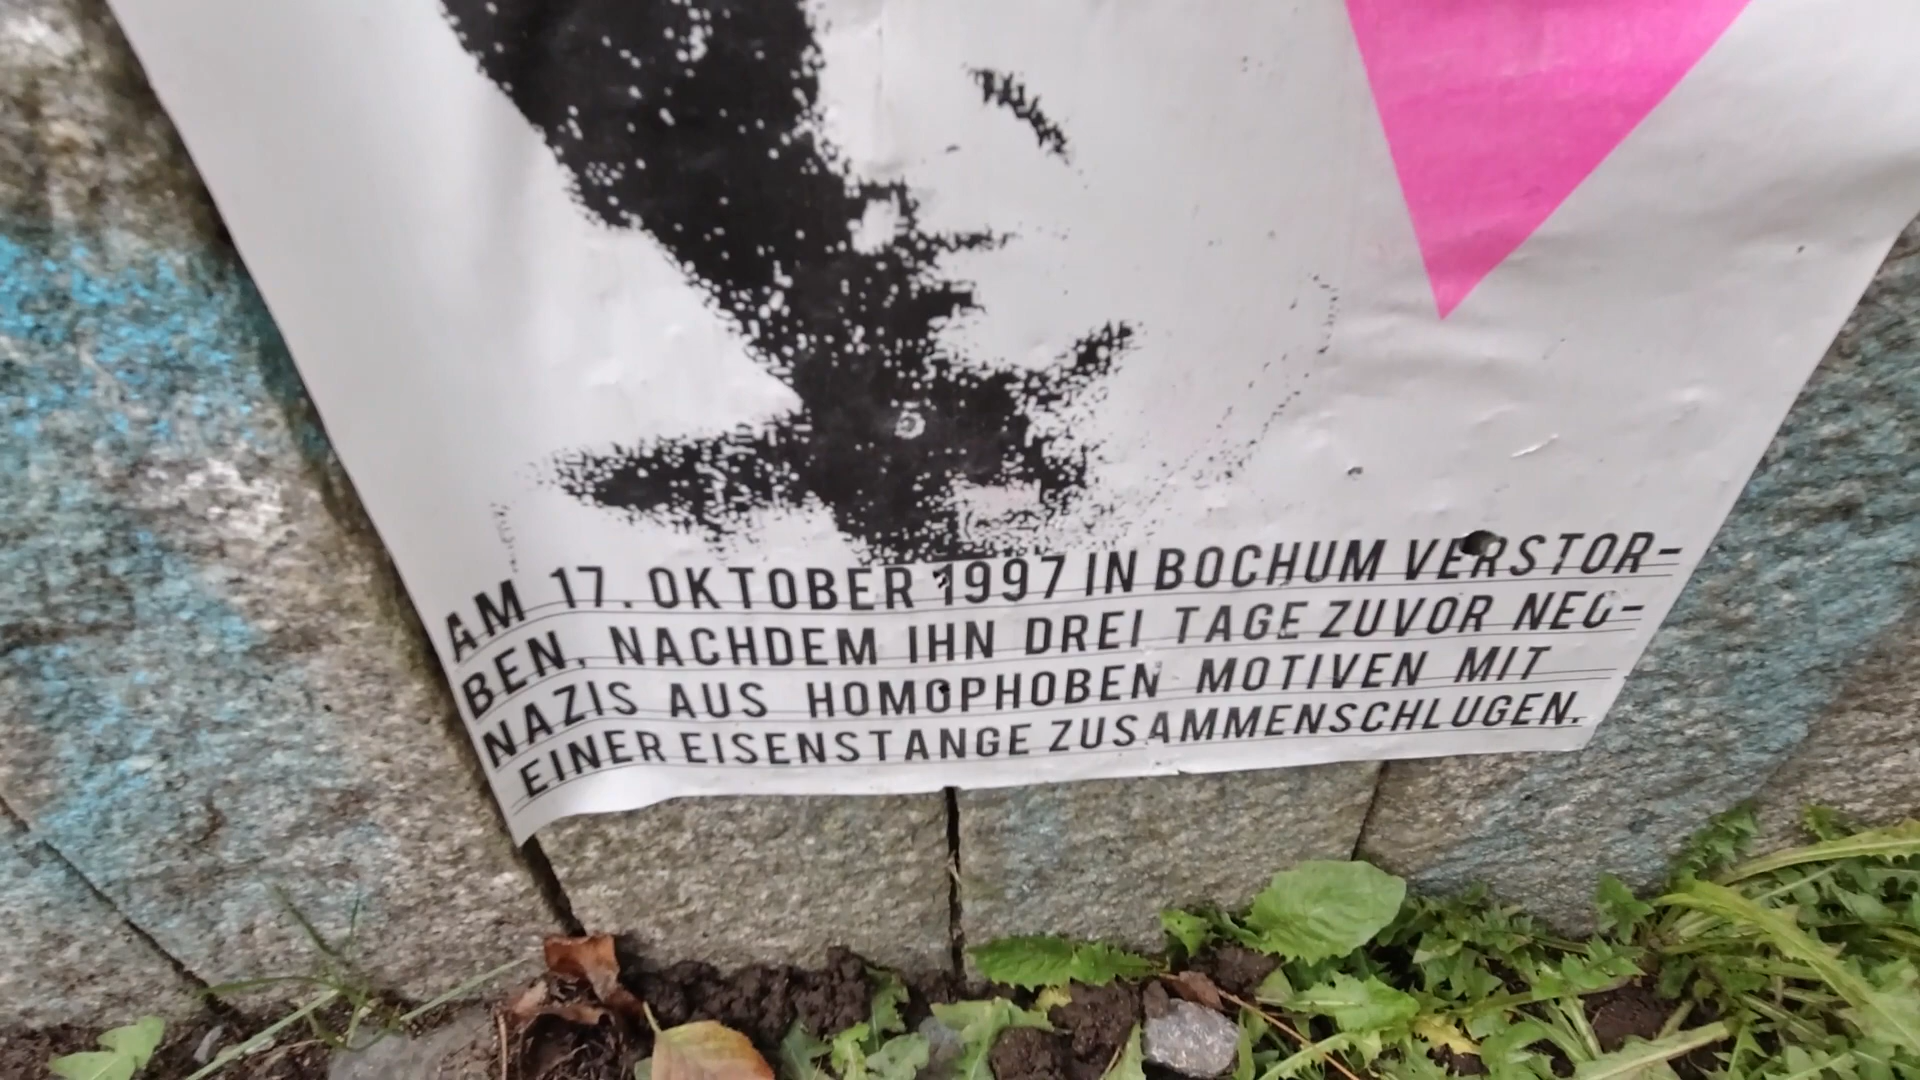 AM 17. OKTOBER 1997 IN BOCHUM VERSTOR-
BEN, NACHDEM IHN DREI TAGE ZUVOR NEO-
NAZIS AUS HOMOPHOBEN MOTIVEN MIT
EINER EISENSTANGE ZUSAMMENSCHLUGEN.